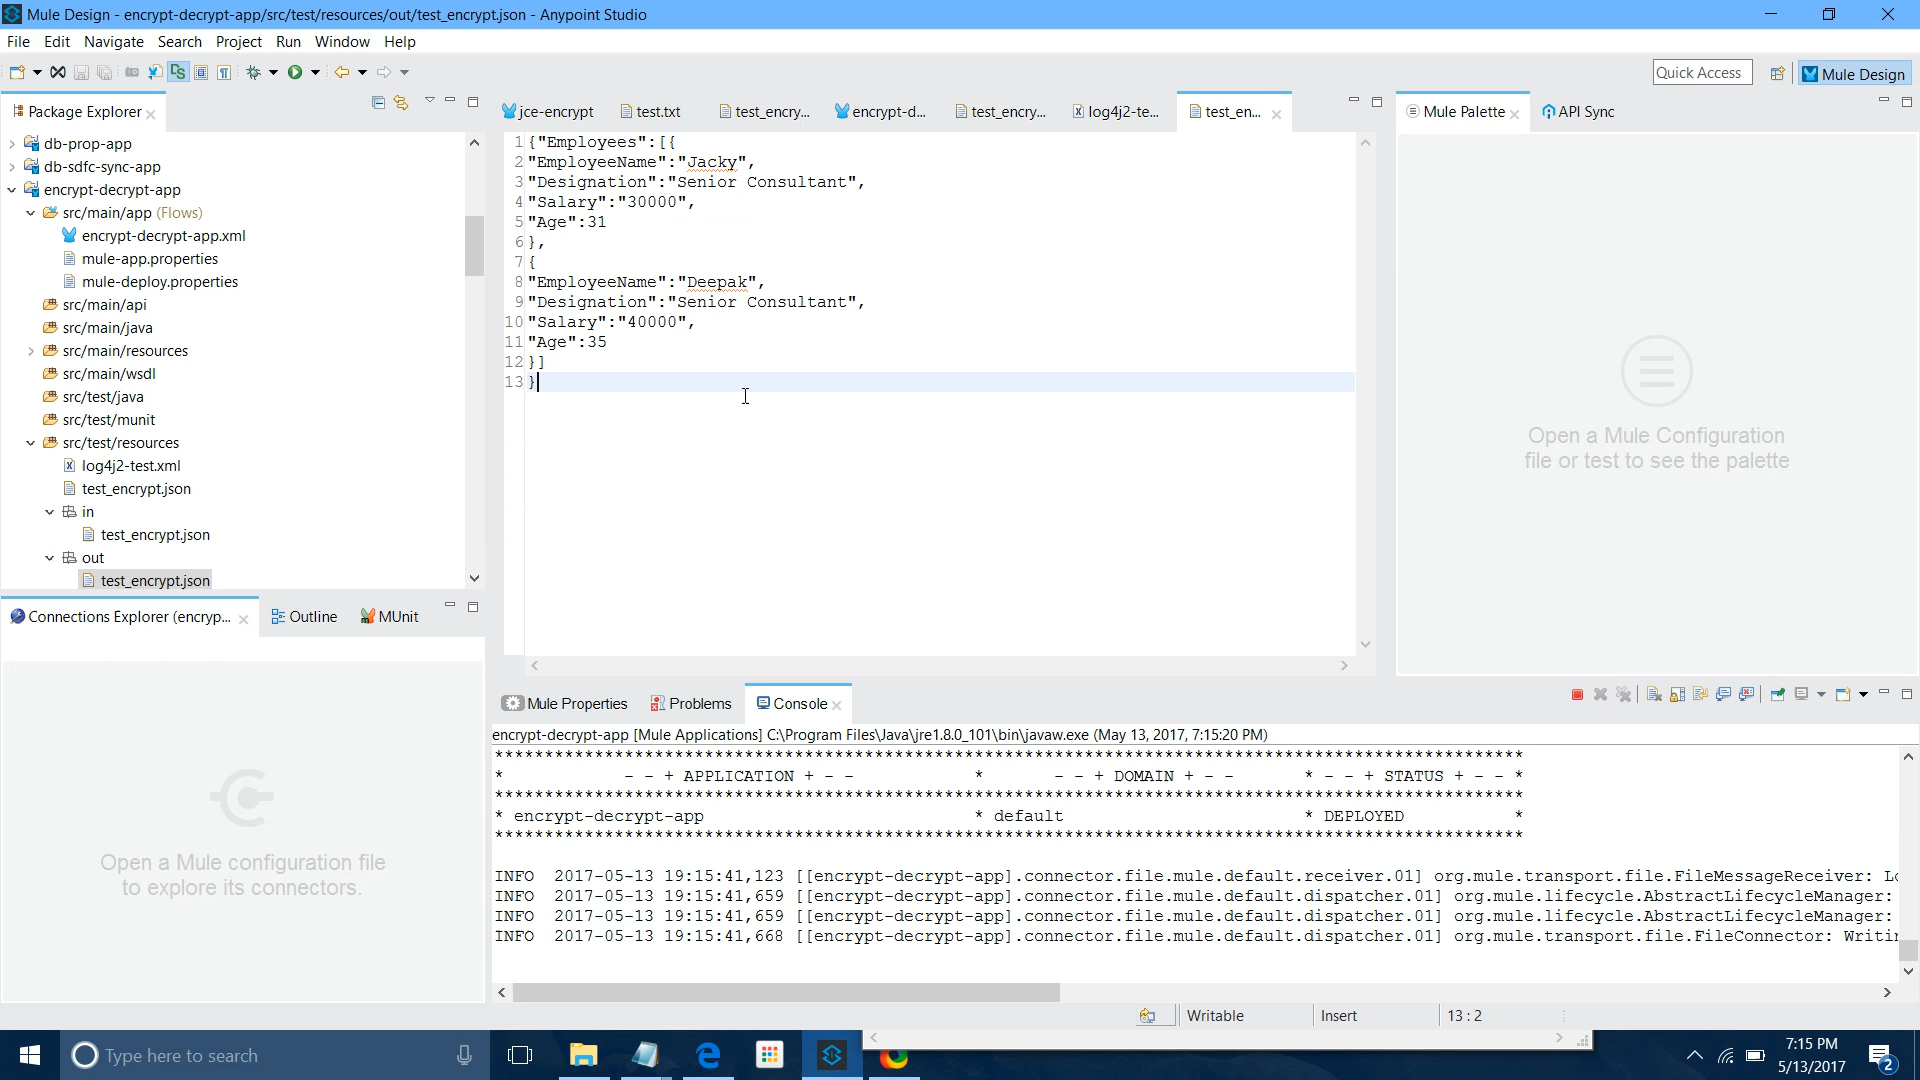 Mule Design - encrypt-decrypt-app/src/test/resources/out/test_encrypt.json - Anypoint Studio
File Edit Navigate Search Project Run Window Help
Quick Access
Mule Design
Package Explorer
db-prop-app
db-sdfc-sync-app
encrypt-decrypt-app
src/main/app (Flows)
encrypt-decrypt-app.xml
mule-app.properties
mule-deploy.properties
src/main/api
src/main/java
src/main/resources
src/main/wsdl
src/test/java
src/test/munit
src/test/resources
log4j2-test.xml
test_encrypt.json
in
test_encrypt.json
out
test_encrypt.json
Connections Explorer (encryp...
Outline
MUnit
Open a Mule configuration file
to explore its connectors.
jce-encrypt
test.txt
test_encry...
encrypt-d...
test_encry...
log4j2-te...
test_en...
1 {"Employees":[{
2 "EmployeeName":"Jacky",
3 "Designation":"Senior Consultant",
4 "Salary":"30000",
5 "Age":31
6 },
7 {
8 "EmployeeName":"Deepak",
9 "Designation":"Senior Consultant",
10 "Salary":"40000",
11 "Age":35
12 }]
13 }
Mule Palette
API Sync
Open a Mule Configuration
file or test to see the palette
Mule Properties
Problems
Console
encrypt-decrypt-app [Mule Applications] C:\Program Files\Java\jre1.8.0_101\bin\javaw.exe (May 13, 2017, 7:15:20 PM)
*******************************************************************************************************
* - - + APPLICATION + - - * - - + DOMAIN + - - * - - + STATUS + - - *
*******************************************************************************************************
* encrypt-decrypt-app * default * DEPLOYED *
*******************************************************************************************************
INFO 2017-05-13 19:15:41,123 [[encrypt-decrypt-app].connector.file.mule.default.receiver.01] org.mule.transport.file.FileMessageReceiver:
INFO 2017-05-13 19:15:41,659 [[encrypt-decrypt-app].connector.file.mule.default.dispatcher.01] org.mule.lifecycle.AbstractLifecycleManager:
INFO 2017-05-13 19:15:41,659 [[encrypt-decrypt-app].connector.file.mule.default.dispatcher.01] org.mule.lifecycle.AbstractLifecycleManager:
INFO 2017-05-13 19:15:41,668 [[encrypt-decrypt-app].connector.file.mule.default.dispatcher.01] org.mule.transport.file.FileConnector:
Writable
Insert
13 : 2
Type here to search
7:15 PM
5/13/2017
2